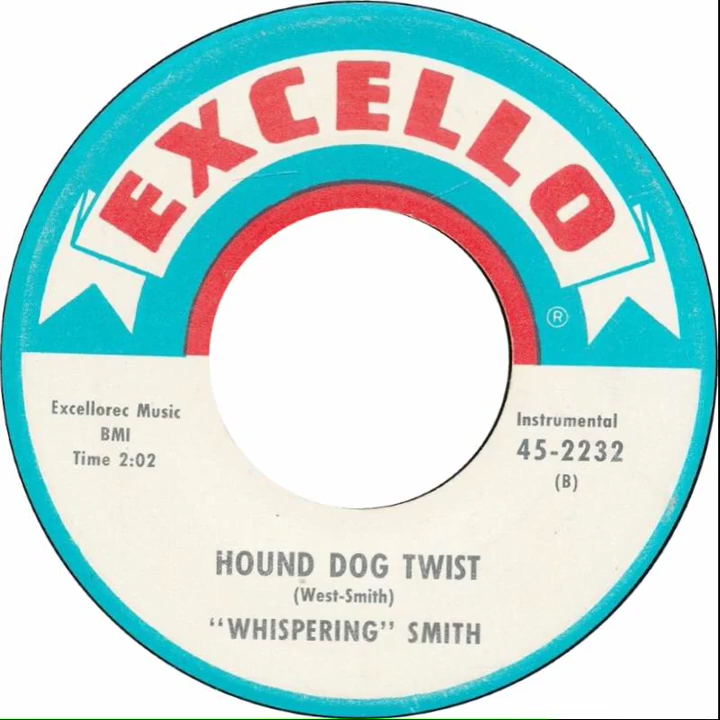 EXCELLO
®
Excellorec Music
BMI
Time 2:02
Instrumental
45-2232
(B)
HOUND DOG TWIST
(West-Smith)
"WHISPERING" SMITH